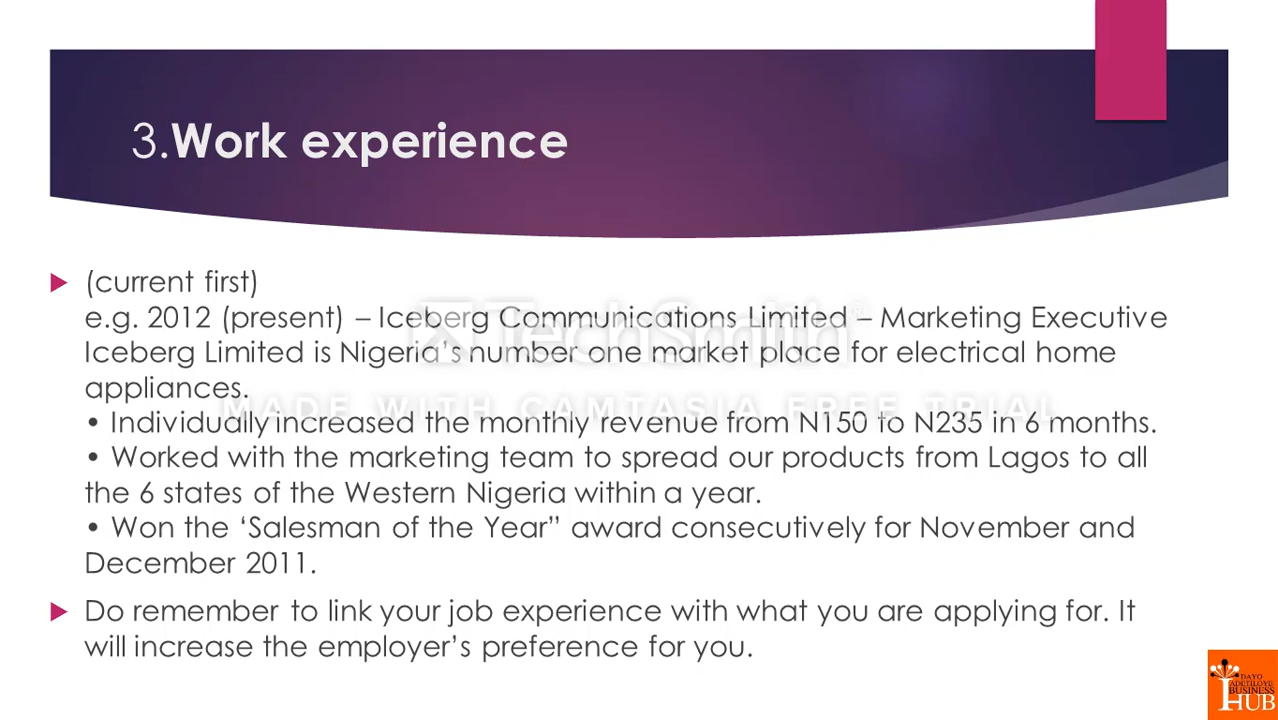 3.Work experience
(current first)
e.g. 2012 (present) – Iceberg Communications Limited – Marketing Executive
Iceberg Limited is Nigeria's number one market place for electrical home
appliances.
• Individually increased the monthly revenue from N150 to N235 in 6 months.
• Worked with the marketing team to spread our products from Lagos to all
the 6 states of the Western Nigeria within a year.
• Won the ‘Salesman of the Year” award consecutively for November and
December 2011.
Do remember to link your job experience with what you are applying for. It
will increase the employer’s preference for you.
TechSmith®
MADE WITH CAMTASIA FREE TRIAL
DAYO
ADETILOYE
BUSINESS
HUB